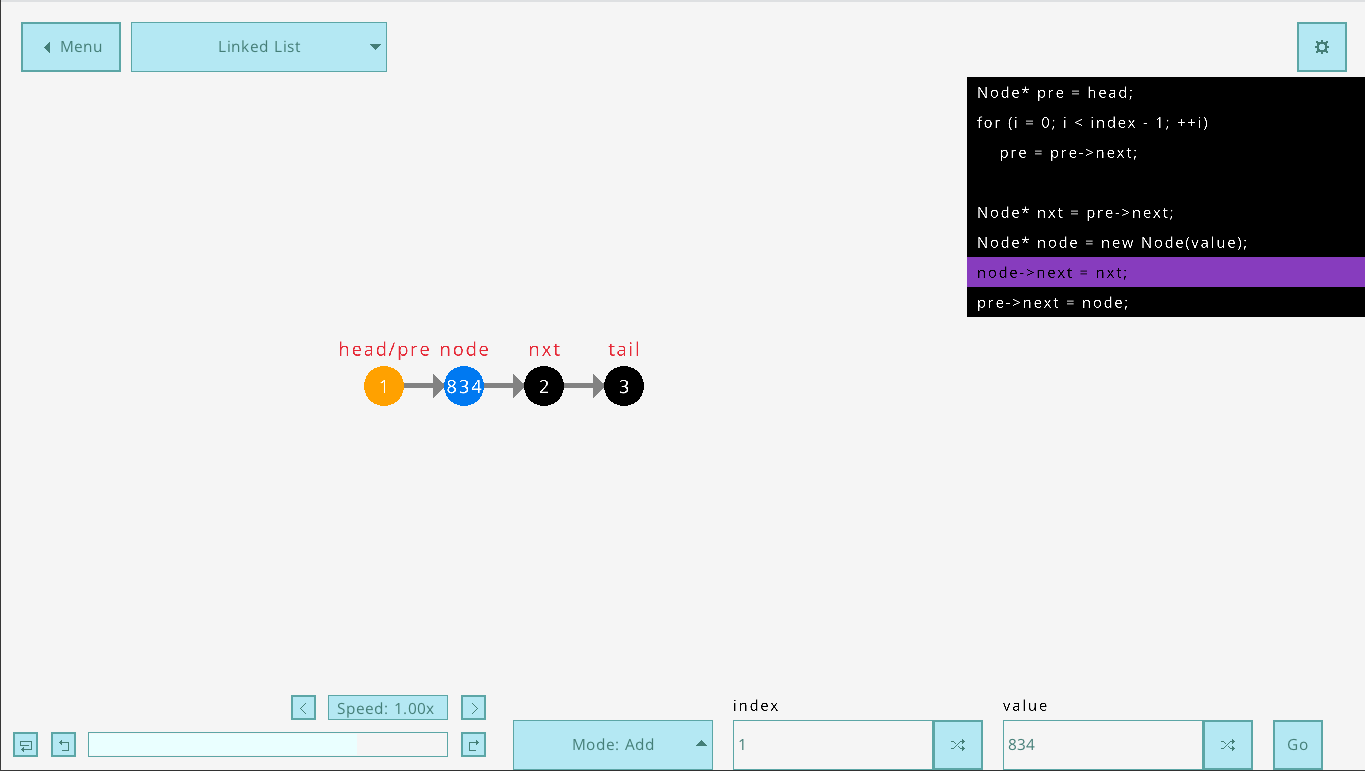 Menu
Linked List
Node* pre = head;
for (i = 0; i < index - 1; ++i)
pre = pre->next;
Node* nxt = pre->next;
Node* node = new Node(value);
node->next = nxt;
pre->next = node;
head/pre node nxt tail
1 834 2 3
Speed: 1.00x
index
value
Mode: Add
1
834
Go